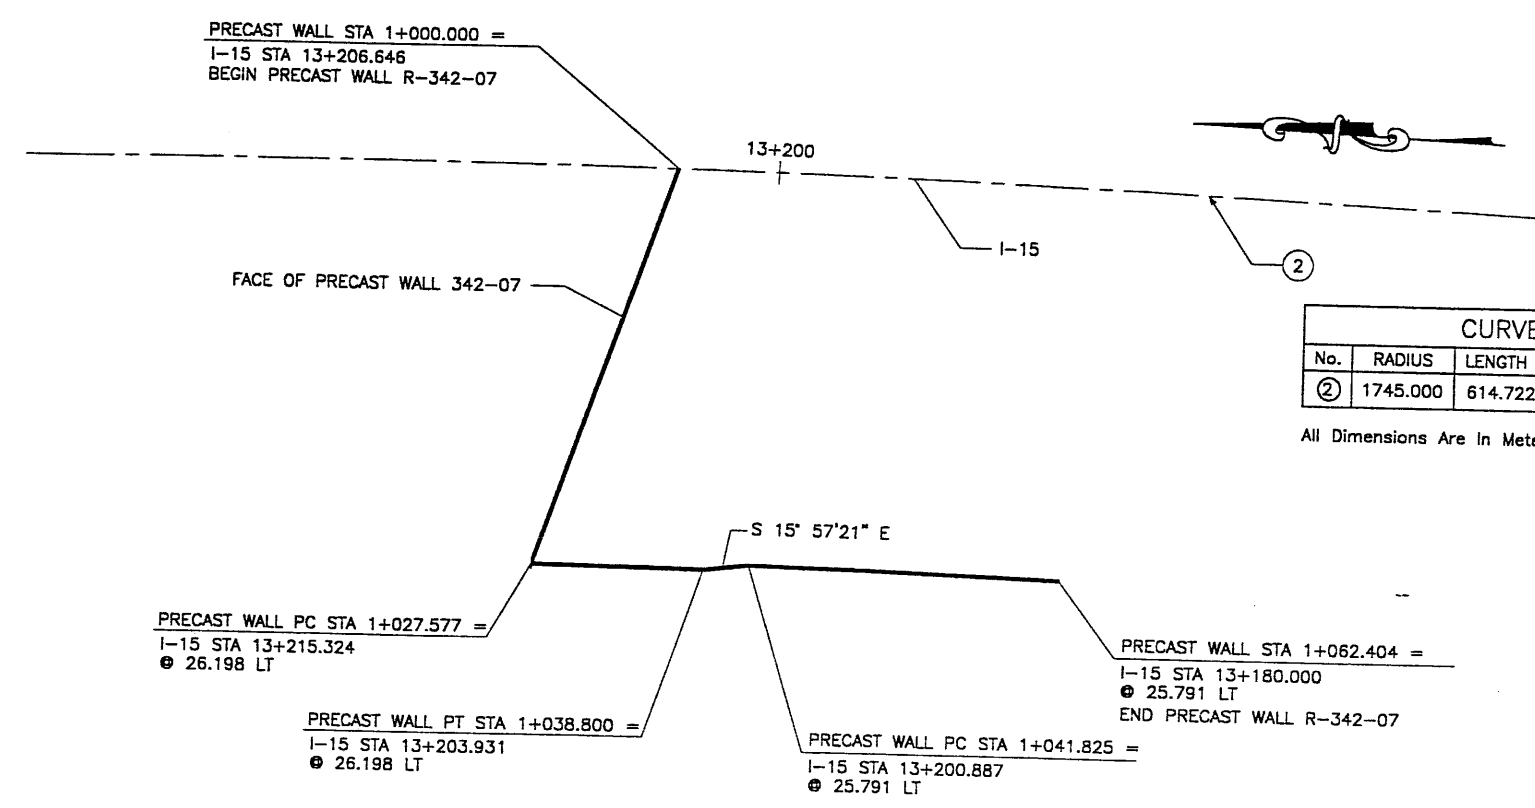 PRECAST WALL STA 1+000.000 =
I-15 STA 13+206.646
BEGIN PRECAST WALL R-342-07
13+200
I-15
2
FACE OF PRECAST WALL 342-07
CURVE
No. RADIUS LENGTH
2 1745.000 614.722
All Dimensions Are In Mete
S 15° 57'21" E
PRECAST WALL PC STA 1+027.577 =
I-15 STA 13+215.324
@ 26.198 LT
PRECAST WALL STA 1+062.404 =
I-15 STA 13+180.000
@ 25.791 LT
END PRECAST WALL R-342-07
PRECAST WALL PT STA 1+038.800 =
I-15 STA 13+203.931
@ 26.198 LT
PRECAST WALL PC STA 1+041.825 =
I-15 STA 13+200.887
@ 25.791 LT